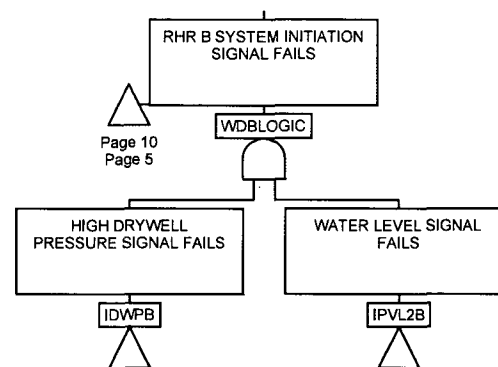 RHR B SYSTEM INITIATION
SIGNAL FAILS
Page 10
Page 5
WDBLOGIC
HIGH DRYWELL
PRESSURE SIGNAL FAILS
WATER LEVEL SIGNAL
FAILS
IDWPB
IPVL2B